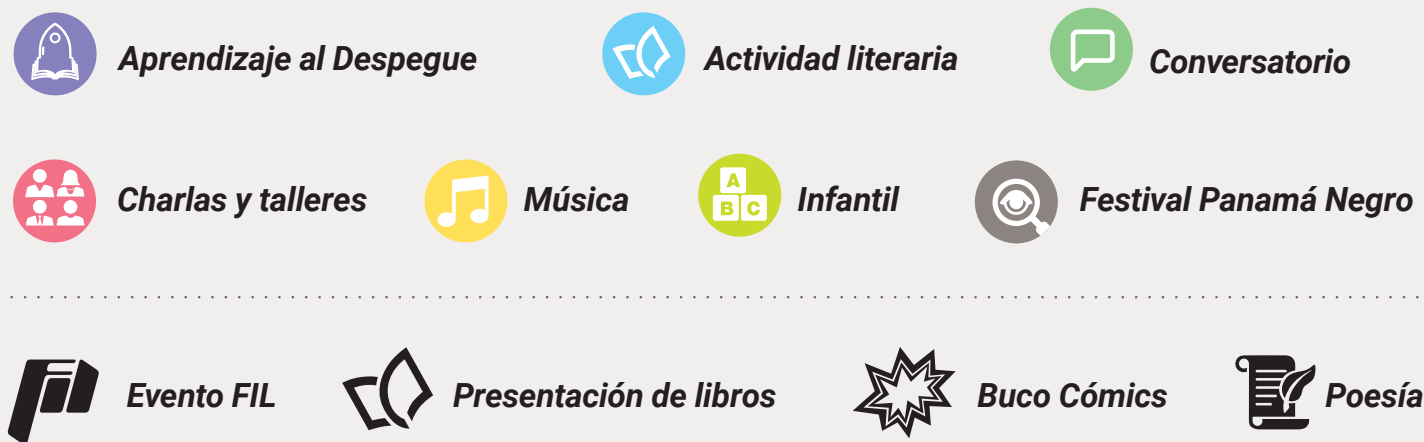 Aprendizaje al Despegue
Actividad literaria
Conversatorio
Charlas y talleres
Música
A
B C
Infantil
Festival Panamá Negro
fil
Evento FIL
Presentación de libros
Buco Cómics
Poesía